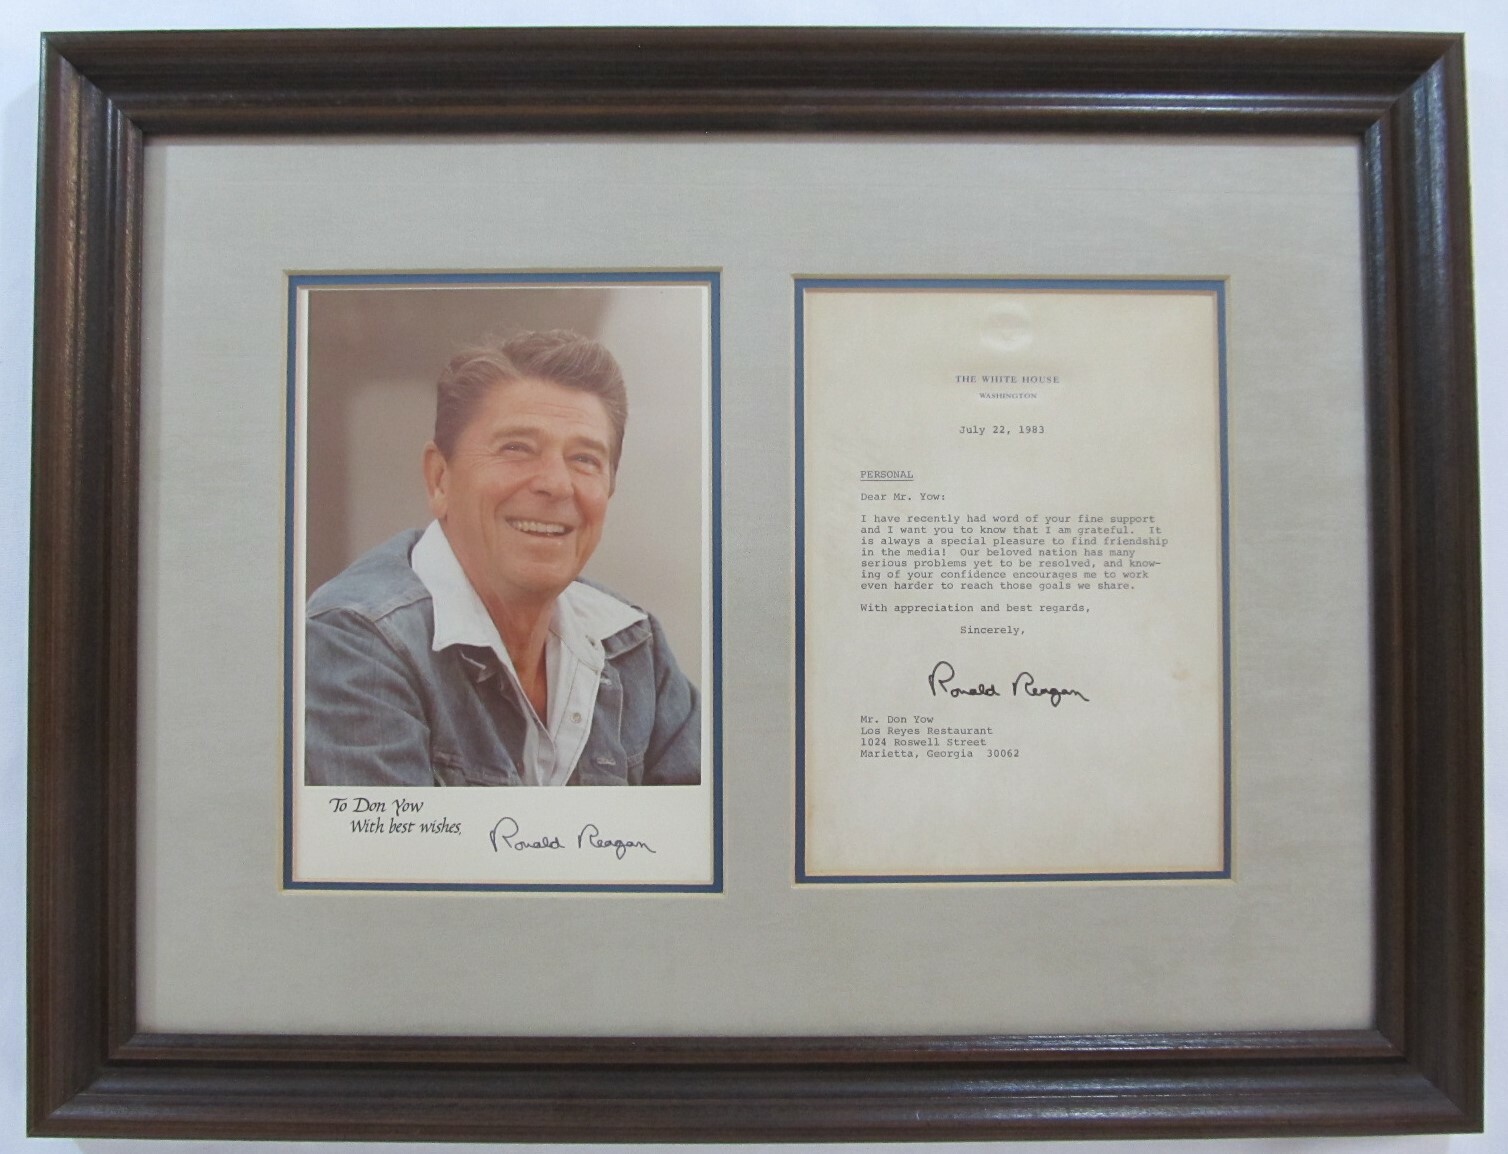 To Don Yow
With best wishes,
Ronald Reagan
THE WHITE HOUSE
WASHINGTON
July 22, 1983
PERSONAL
Dear Mr. Yow:
I have recently had word of your fine support
and I want you to know that I am grateful.  It
is always a special pleasure to find friendship
in the media!  Our beloved nation has many
serious problems yet to be resolved, and know-
ing of your confidence encourages me to work
even harder to reach those goals we share.
With appreciation and best regards,
Sincerely,
Ronald Reagan
Mr. Don Yow
Los Reyes Restaurant
1024 Roswell Street
Marietta, Georgia  30062